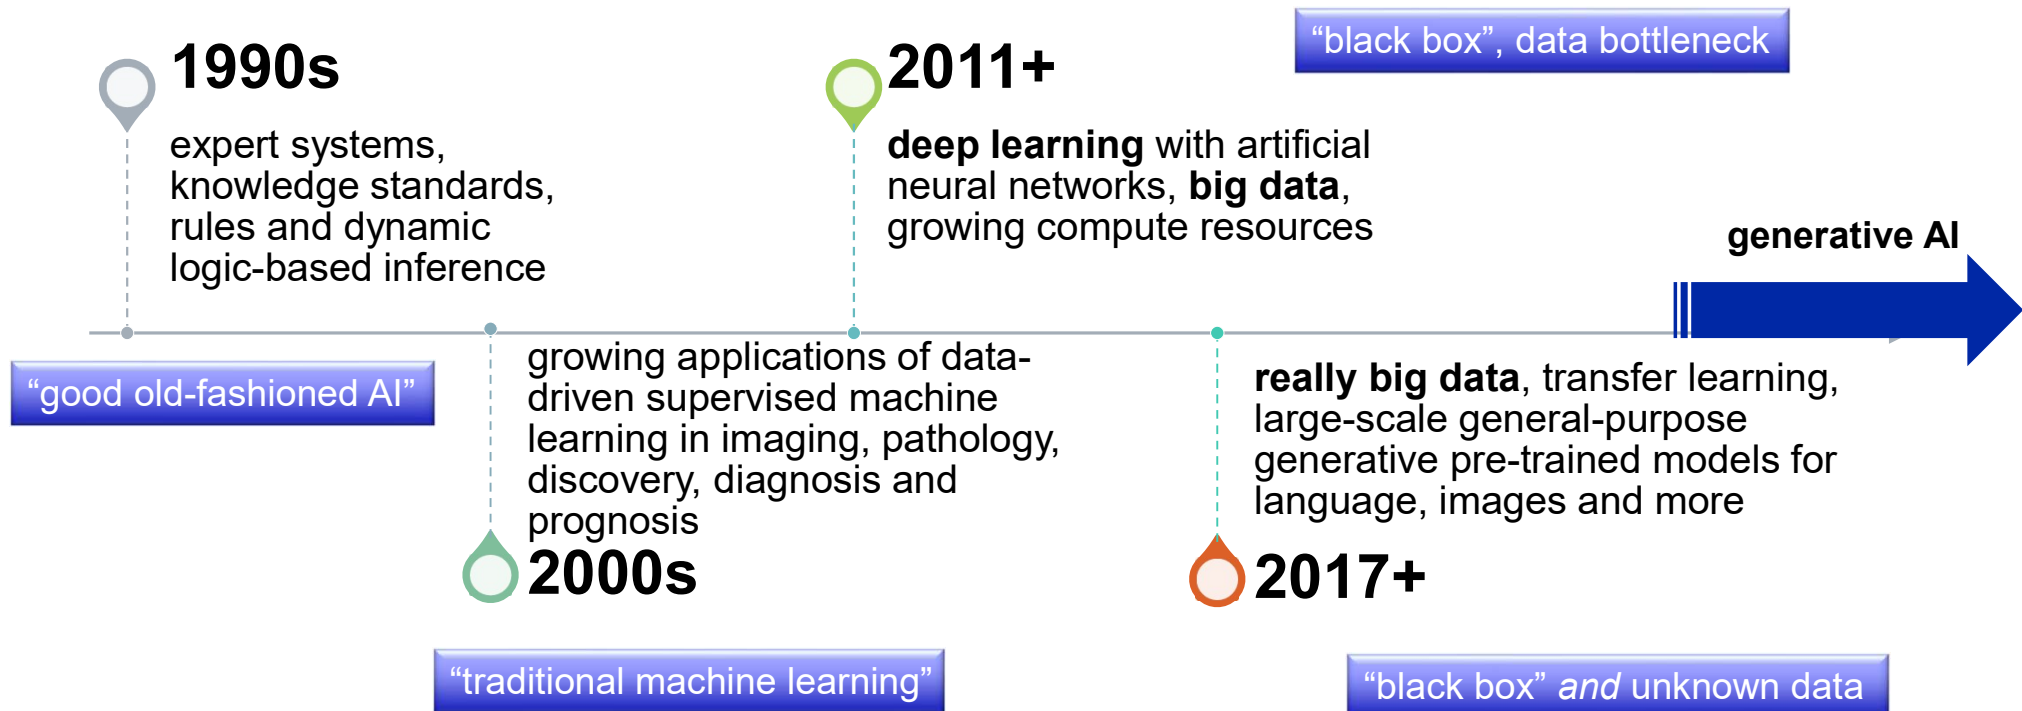 1990s
expert systems,
knowledge standards,
rules and dynamic
logic-based inference
“good old-fashioned AI”
growing applications of data-
driven supervised machine
learning in imaging, pathology,
discovery, diagnosis and
prognosis
2000s
“traditional machine learning”
2011+
deep learning with artificial
neural networks, big data,
growing compute resources
“black box”, data bottleneck
generative AI
really big data, transfer learning,
large-scale general-purpose
generative pre-trained models for
language, images and more
2017+
“black box” and unknown data